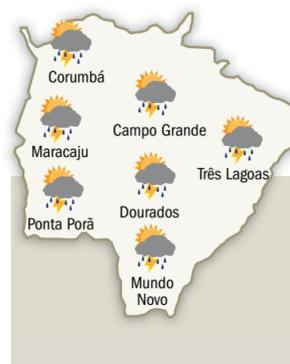 Corumbá
Campo Grande
Maracaju
Três Lagoas
Dourados
Ponta Porã
Mundo
Novo